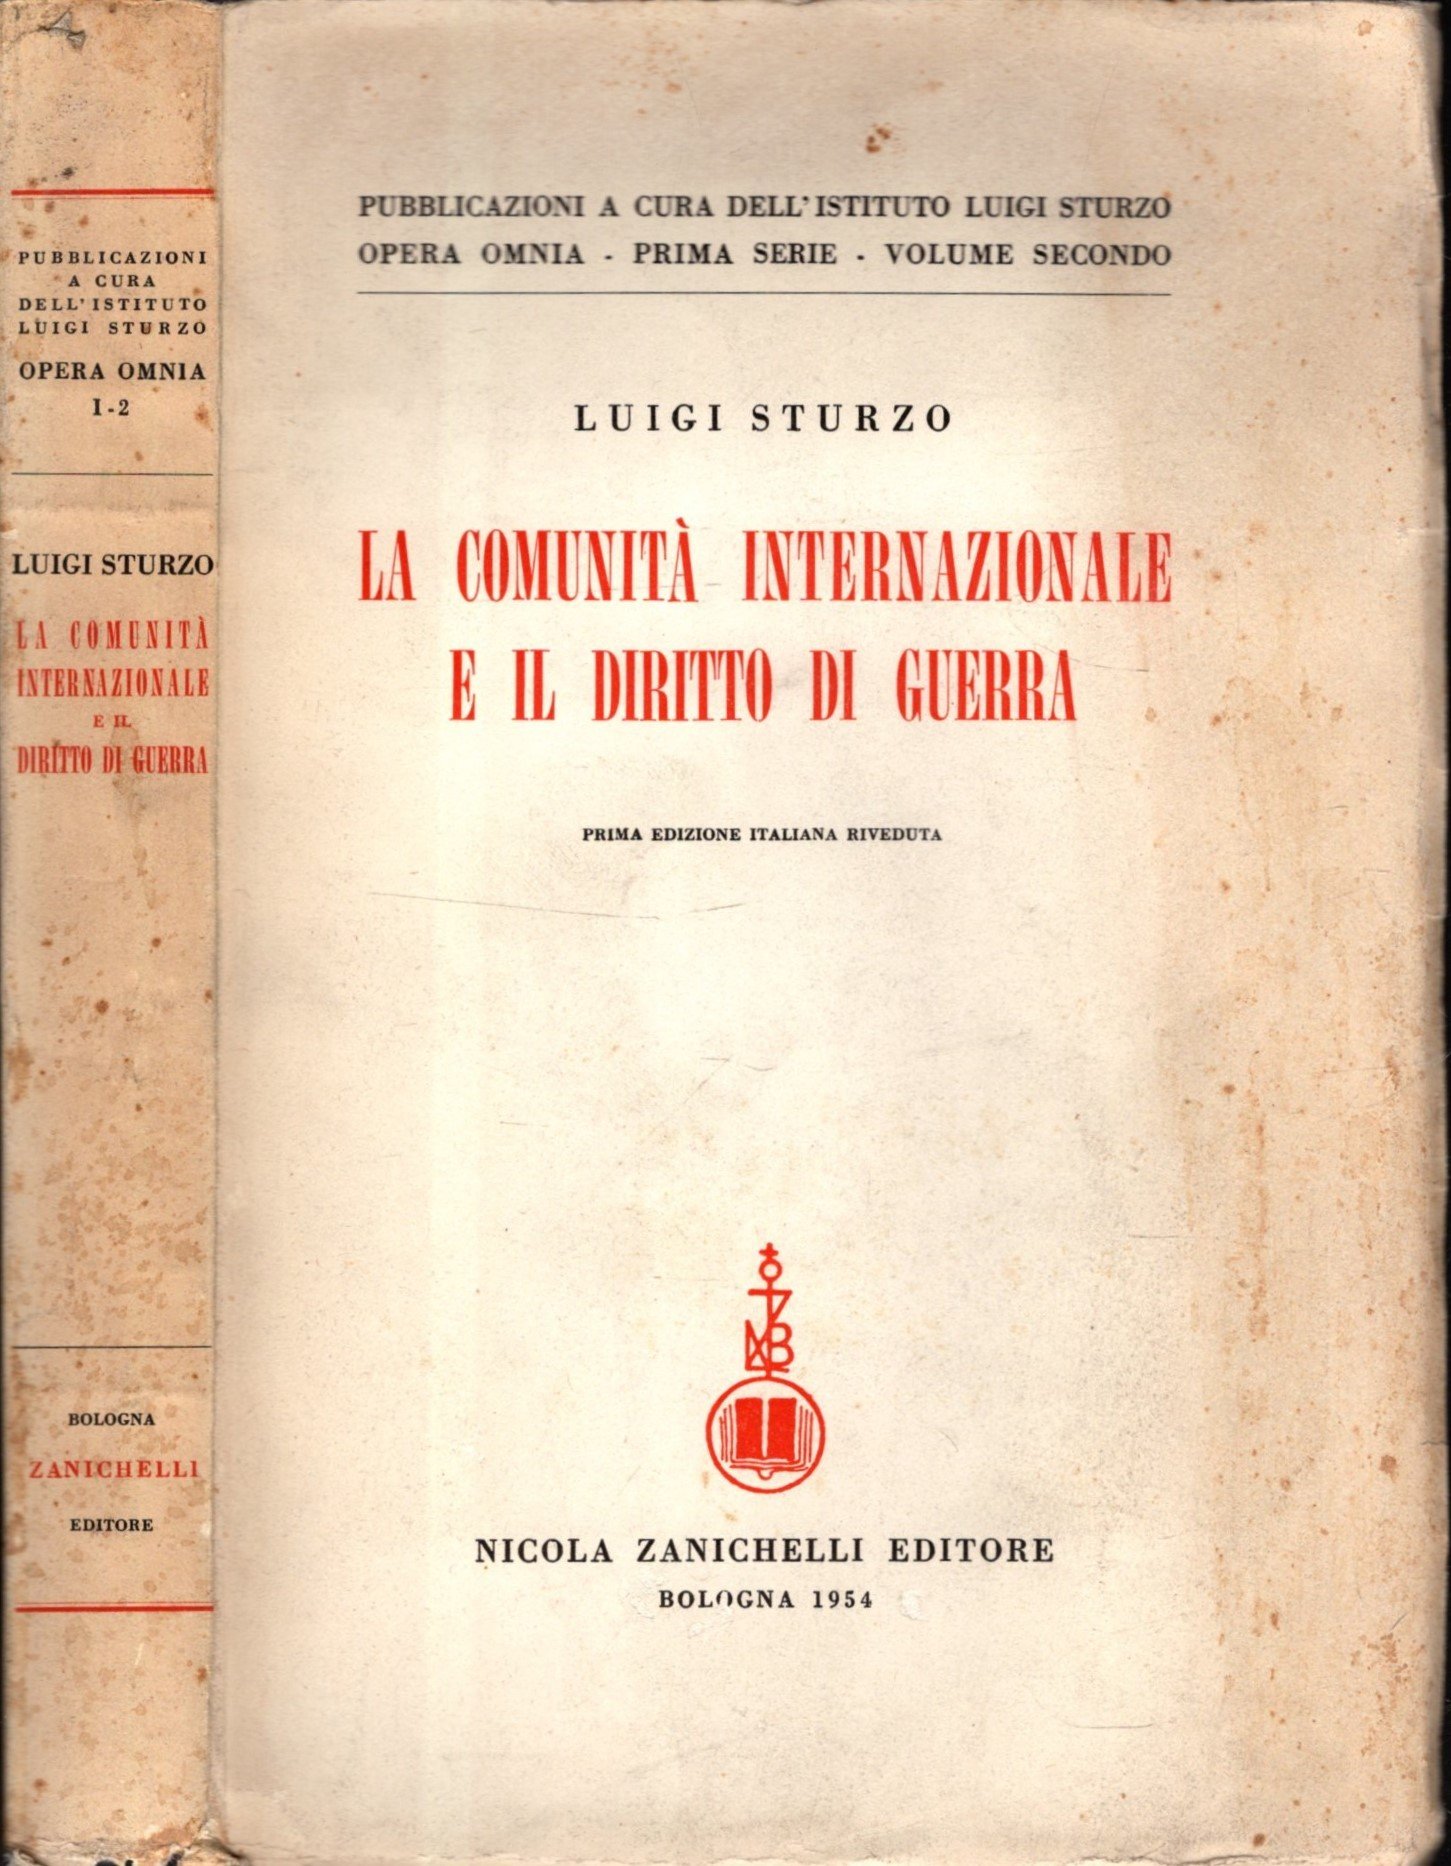 PUBBLICAZIONI
A CURA
DELL'ISTITUTO
LUIGI STURZO
OPERA OMNIA
I-2
LUIGI STURZO
LA COMUNITÀ
INTERNAZIONALE
E IL
DIRITTO DI GUERRA
BOLOGNA
ZANICHELLI
EDITORE
PUBBLICAZIONI A CURA DELL'ISTITUTO LUIGI STURZO
OPERA OMNIA - PRIMA SERIE - VOLUME SECONDO
LUIGI STURZO
LA COMUNITÀ INTERNAZIONALE
E IL DIRITTO DI GUERRA
PRIMA EDIZIONE ITALIANA RIVEDUTA
NICOLA ZANICHELLI EDITORE
BOLOGNA 1954